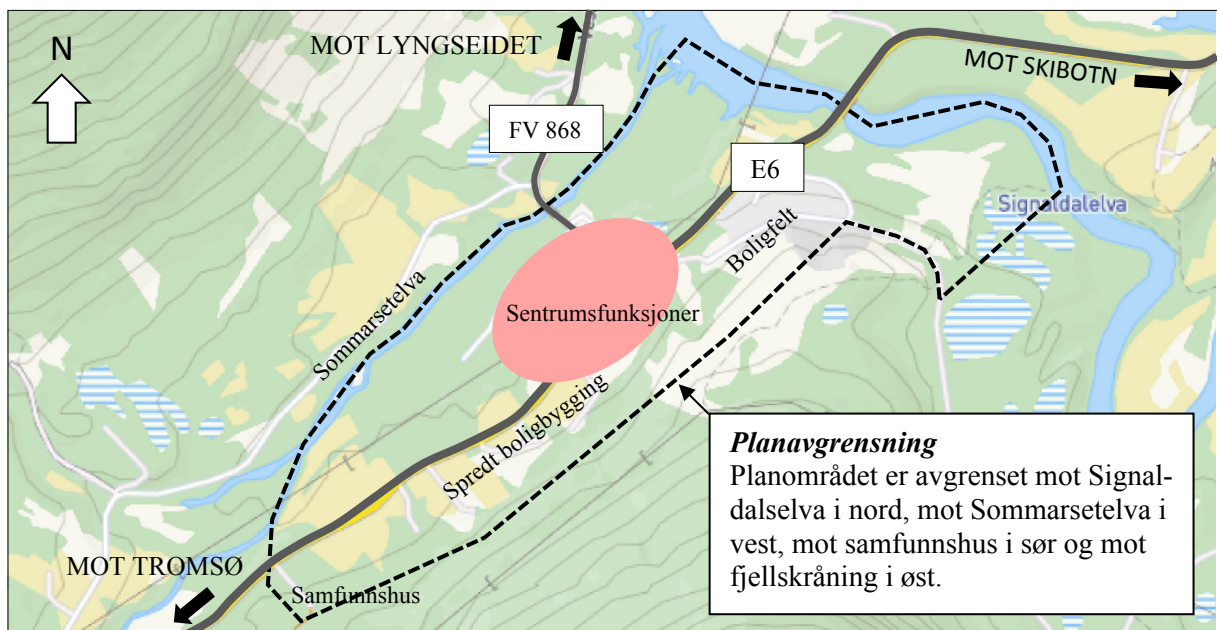 N
MOT LYNGSEIDET
MOT SKIBOTN
FV 868
E6
Signaldalelva
Boligfelt
Sentrumsfunksjoner
Sommarsetelva
Spredt boligbygging
Planavgrensning
Planområdet er avgrenset mot Signal-
dalselva i nord, mot Sommarsetelva i
vest, mot samfunnshus i sør og mot
fjellskråning i øst.
MOT TROMSØ
Samfunnshus